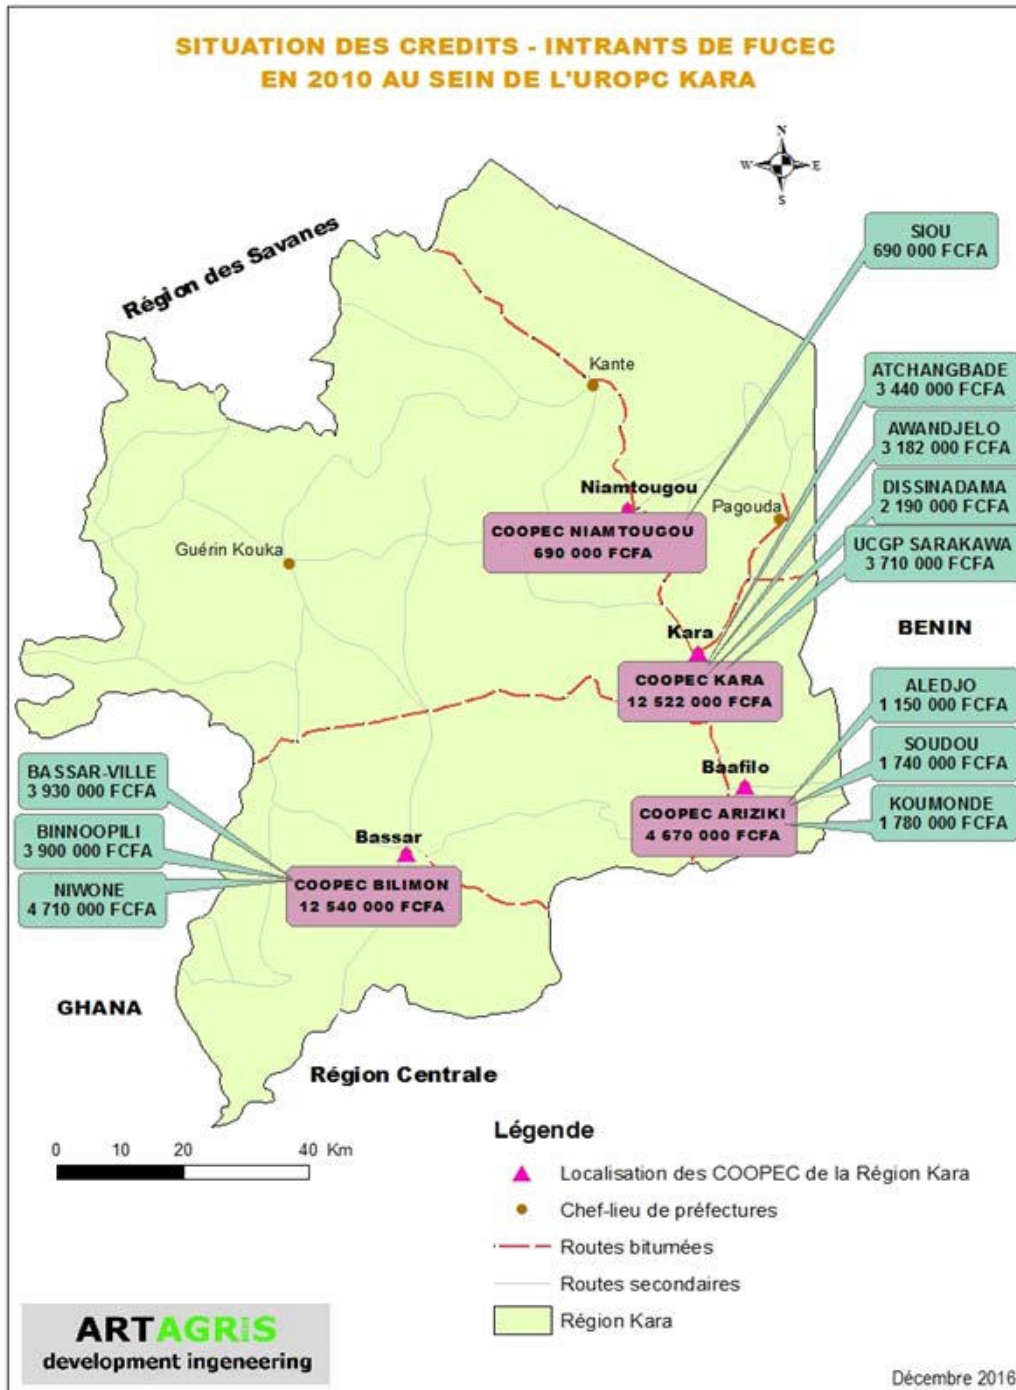 SITUATION DES CREDITS - INTRANTS DE FUCEC
EN 2010 AU SEIN DE L'UROPC KARA
N
W
E
S
Région des Savanes
SIOU
690 000 FCFA
Kante
ATCHANGBADE
3 440 000 FCFA
AWANDJELO
3 182 000 FCFA
Niamtougou
DISSINADAMA
2 190 000 FCFA
Pagouda
COOPEC NIAMTOUGOU
690 000 FCFA
UCGP SARAKAWA
3 710 000 FCFA
Guérin Kouka
Kara
BENIN
COOPEC KARA
12 522 000 FCFA
ALEDJO
1 150 000 FCFA
SOUDOU
1 740 000 FCFA
Baafilo
BASSAR-VILLE
3 930 000 FCFA
KOUMONDE
1 780 000 FCFA
COOPEC ARIZIKI
4 670 000 FCFA
BINNOOPILI
3 900 000 FCFA
Bassar
NIWONE
4 710 000 FCFA
COOPEC BILIMON
12 540 000 FCFA
GHANA
Région Centrale
0 10 20 40 Km
Légende
Localisation des COOPEC de la Région Kara
Chef-lieu de préfectures
Routes bitumées
Routes secondaires
Région Kara
ARTAGRIS
development ingeneering
Décembre 2016